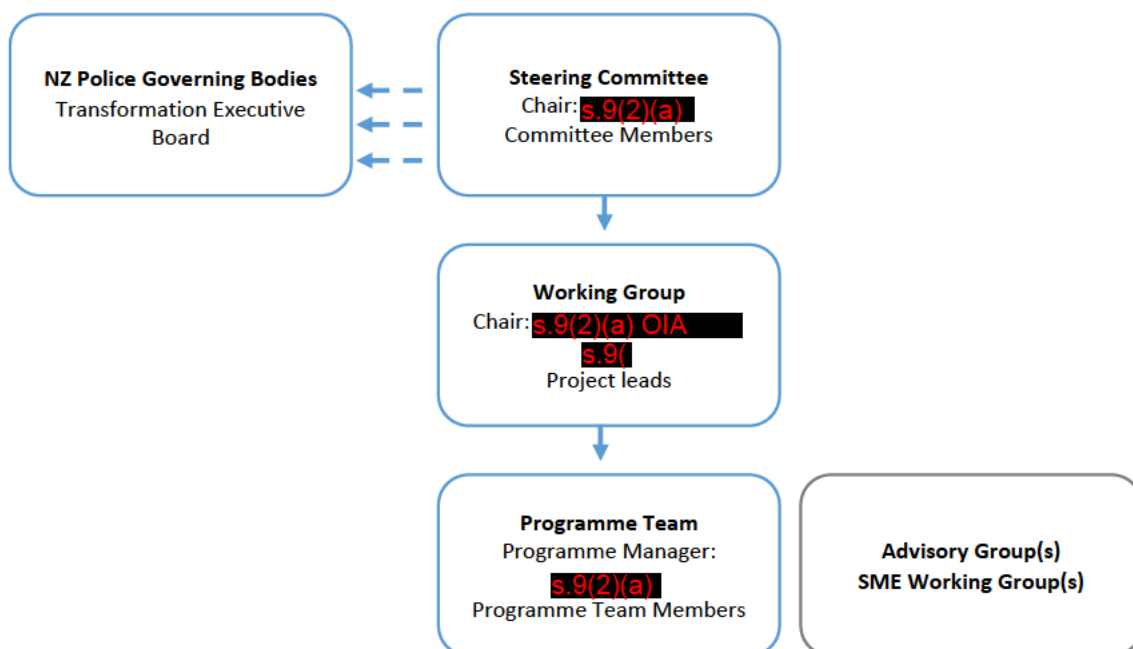 NZ Police Governing Bodies
Transformation Executive
Board
Steering Committee
Chair: s.9(2)(a)
Committee Members
Working Group
Chair: s.9(2)(a) OIA
s.9(
Project leads
Programme Team
Programme Manager:
s.9(2)(a)
Programme Team Members
Advisory Group(s)
SME Working Group(s)